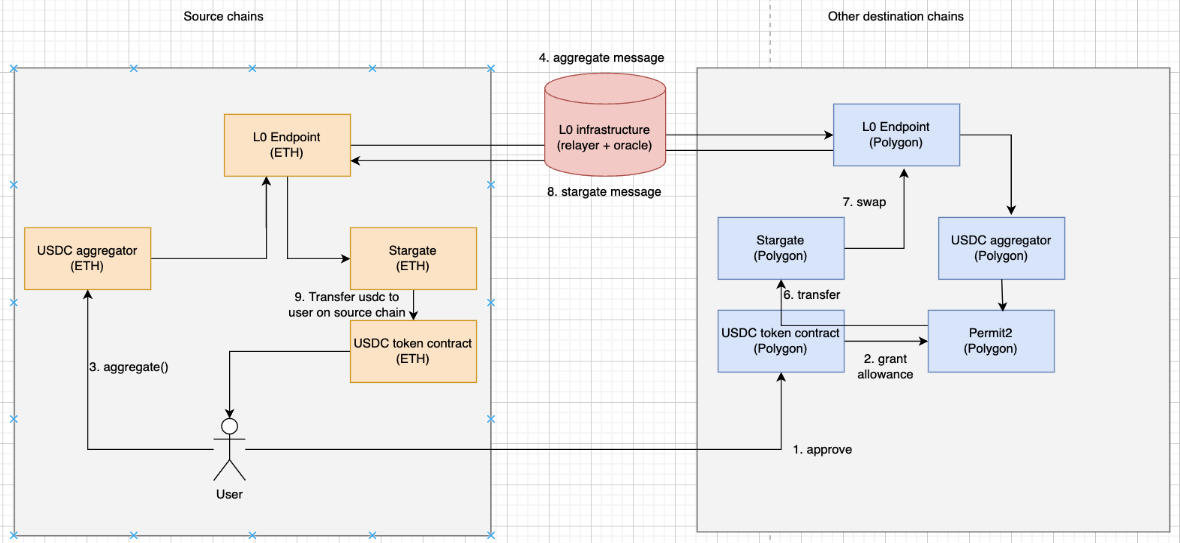 Source chains
Other destination chains
4. aggregate message
L0 infrastructure
(relayer + oracle)
8. stargate message
L0 Endpoint
(ETH)
L0 Endpoint
(Polygon)
7. swap
USDC aggregator
(ETH)
Stargate
(ETH)
Stargate
(Polygon)
USDC aggregator
(Polygon)
9. Transfer usdc to
user on source chain
6. transfer
USDC token contract
(ETH)
USDC token contract
(Polygon)
Permit2
(Polygon)
2. grant
allowance
3. aggregate()
1. approve
User